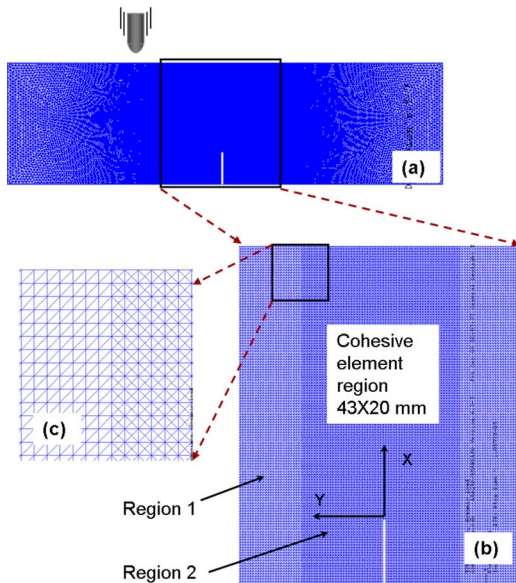 (a)
Cohesive
element
region
43X20 mm
(c)
X
Y
Region 1
Region 2
(b)